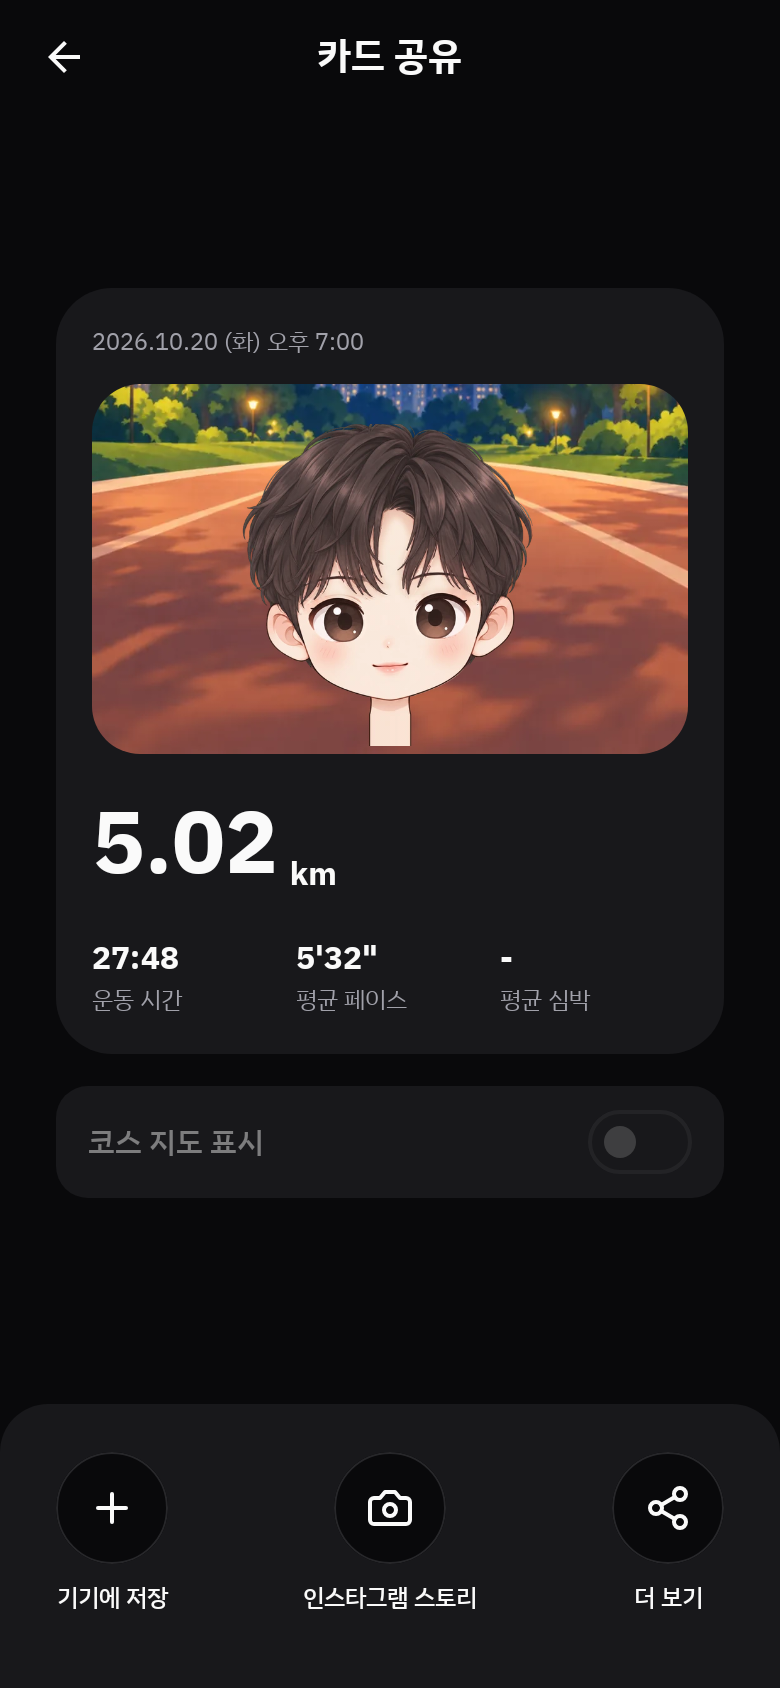 카드 공유
2026.10.20 (화) 오후 7:00
5.02 km
27:48 5'32" -
운동 시간 평균 페이스 평균 심박
코스 지도 표시
기기에 저장 인스타그램 스토리 더 보기